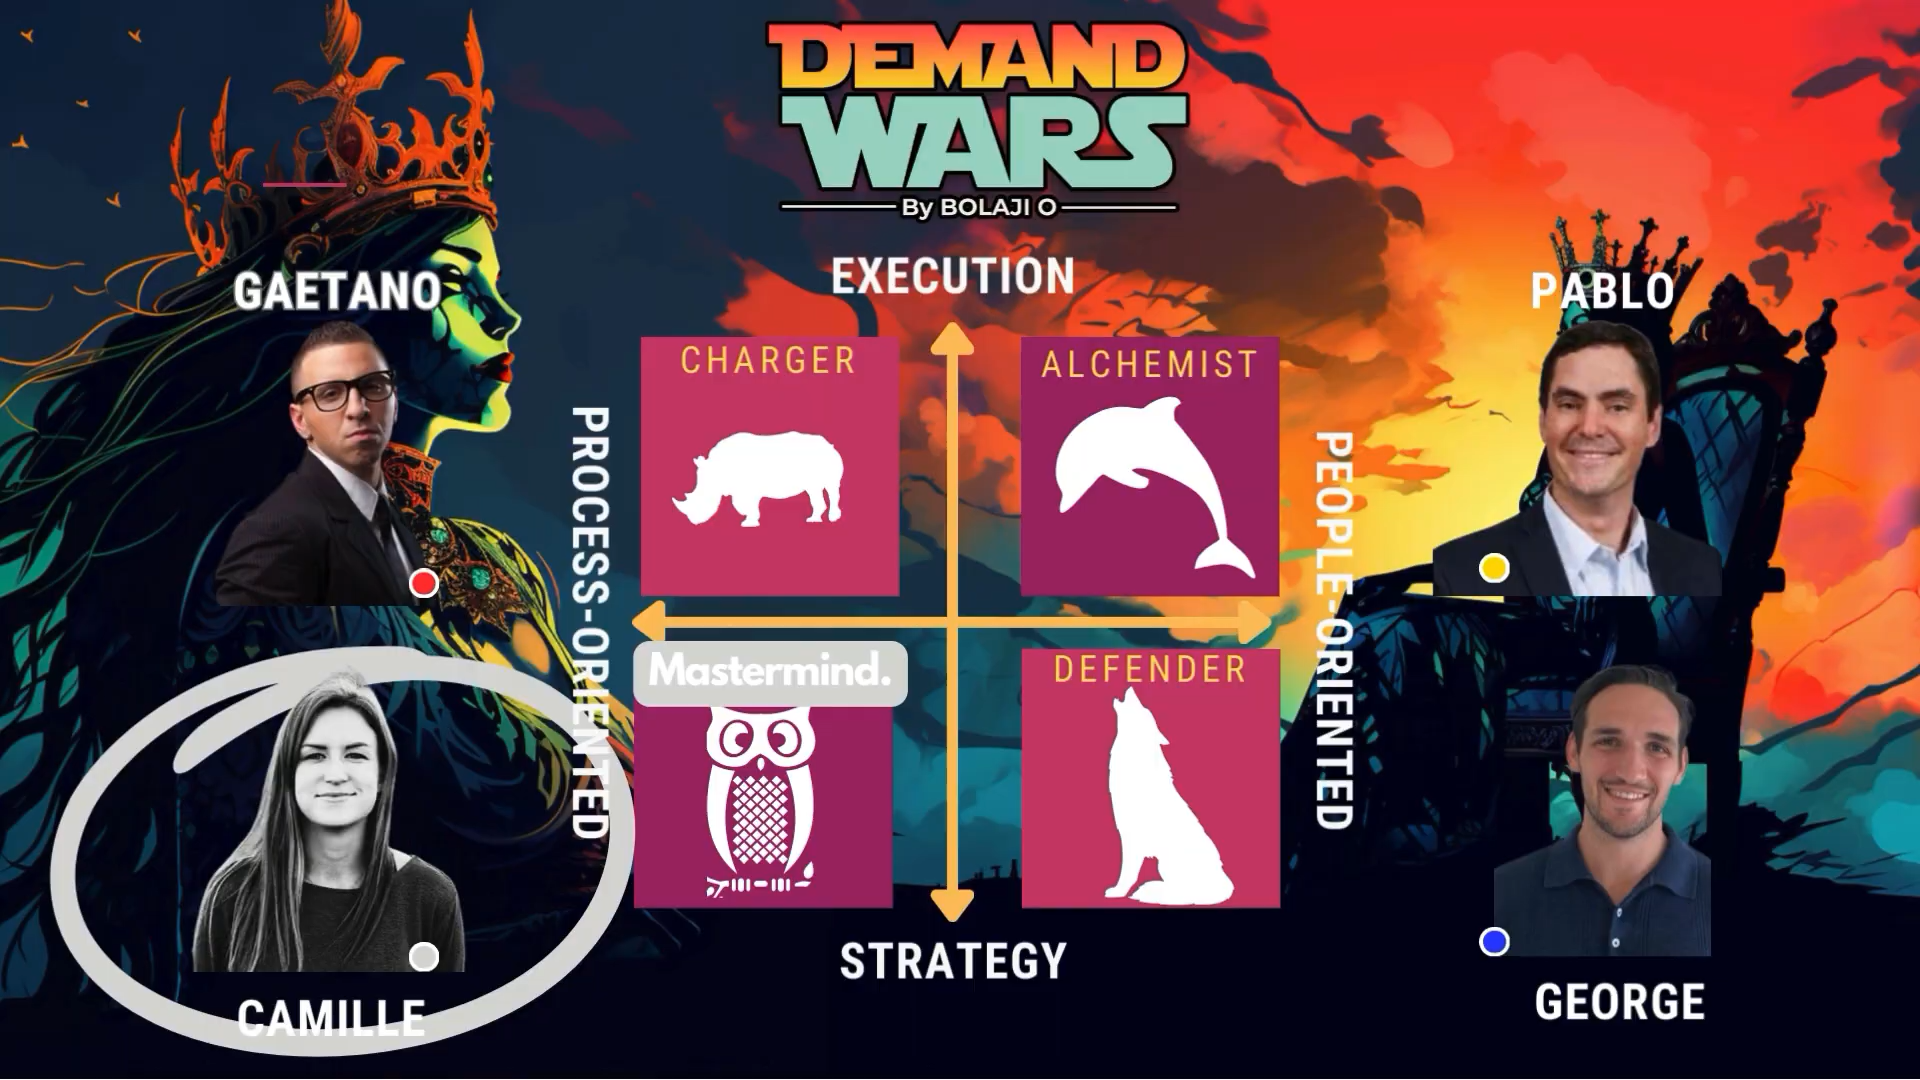 DEMAND
WARS
By BOLAJI O
EXECUTION
GAETANO
PABLO
CHARGER
ALCHEMIST
PROCESS-ORIENTED
PEOPLE-ORIENTED
Mastermind.
DEFENDER
STRATEGY
CAMILLE
GEORGE